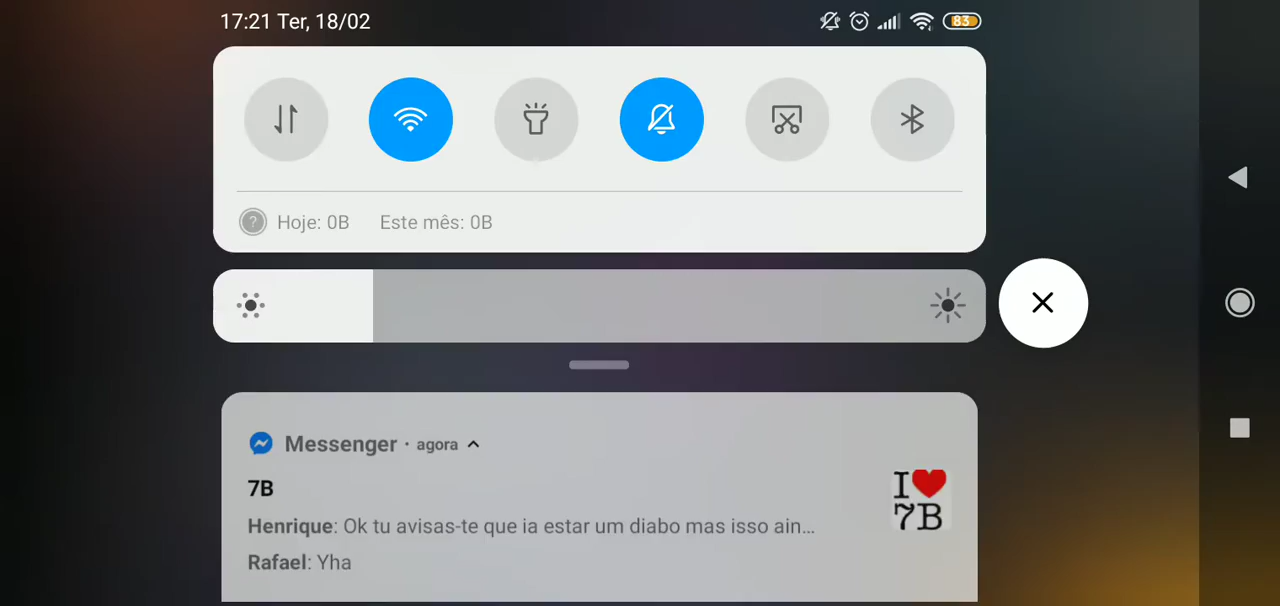 17:21 Ter, 18/02
83
Hoje: 0B Este mês: 0B
Messenger · agora
7B
Henrique: Ok tu avisas-te que ia estar um diabo mas isso ain...
Rafael: Yha
I
7B